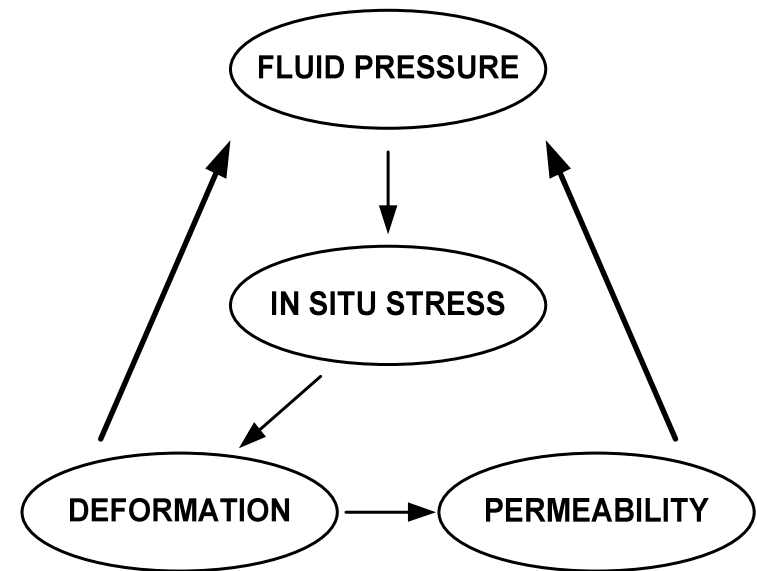 FLUID PRESSURE
IN SITU STRESS
DEFORMATION
PERMEABILITY